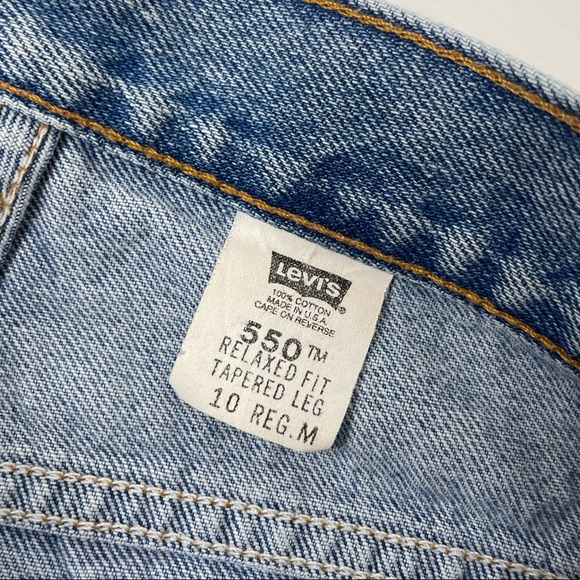 Levi's ®
100% COTTON
MADE IN U.S.A.
CARE ON REVERSE
550™
RELAXED FIT
TAPERED LEG
10 REG.M